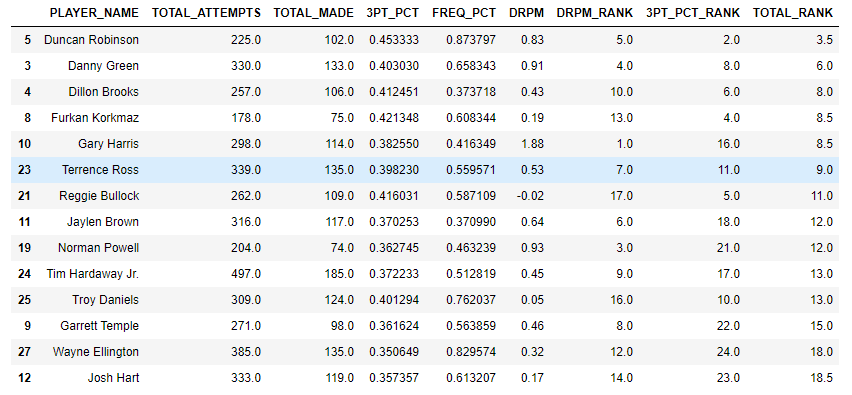 PLAYER_NAME TOTAL_ATTEMPTS TOTAL_MADE 3PT_PCT FREQ_PCT DRPM DRPM_RANK 3PT_PCT_RANK TOTAL_RANK
5 Duncan Robinson 225.0 102.0 0.453333 0.873797 0.83 5.0 2.0 3.5
3 Danny Green 330.0 133.0 0.403030 0.658343 0.91 4.0 8.0 6.0
4 Dillon Brooks 257.0 106.0 0.412451 0.373718 0.43 10.0 6.0 8.0
8 Furkan Korkmaz 178.0 75.0 0.421348 0.608344 0.19 13.0 4.0 8.5
10 Gary Harris 298.0 114.0 0.382550 0.416349 1.88 1.0 16.0 8.5
23 Terrence Ross 339.0 135.0 0.398230 0.559571 0.53 7.0 11.0 9.0
21 Reggie Bullock 262.0 109.0 0.416031 0.587109 -0.02 17.0 5.0 11.0
11 Jaylen Brown 316.0 117.0 0.370253 0.370990 0.64 6.0 18.0 12.0
19 Norman Powell 204.0 74.0 0.362745 0.463239 0.93 3.0 21.0 12.0
24 Tim Hardaway Jr. 497.0 185.0 0.372233 0.512819 0.45 9.0 17.0 13.0
25 Troy Daniels 309.0 124.0 0.401294 0.762037 0.05 16.0 10.0 13.0
9 Garrett Temple 271.0 98.0 0.361624 0.563859 0.46 8.0 22.0 15.0
27 Wayne Ellington 385.0 135.0 0.350649 0.829574 0.32 12.0 24.0 18.0
12 Josh Hart 333.0 119.0 0.357357 0.613207 0.17 14.0 23.0 18.5